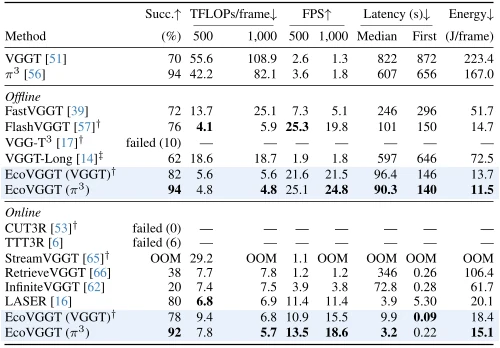 Succ.↑ TFLOPs/frame↓ FPS↑ Latency (s)↓ Energy↓
Method (%) 500 1,000 500 1,000 Median First (J/frame)
VGGT [51] 70 55.6 108.9 2.6 1.3 822 872 223.4
π³ [56] 94 42.2 82.1 3.6 1.8 607 656 167.0
Offline
FastVGGT [39] 72 13.7 25.1 7.3 5.1 246 296 51.7
FlashVGGT [57]† 76 4.1 5.9 25.3 19.8 101 150 14.7
VGG-T³ [17]† failed (10) — — — — — — —
VGGT-Long [14]‡ 62 18.6 18.7 1.9 1.8 597 646 72.5
EcoVGGT (VGGT)† 82 5.6 5.6 21.6 21.5 96.4 146 13.7
EcoVGGT (π³) 94 4.8 4.8 25.1 24.8 90.3 140 11.5
Online
CUT3R [53]† failed (0) — — — — — — —
TTT3R [6] failed (6) — — — — — — —
StreamVGGT [65]† OOM 29.2 OOM 1.1 OOM OOM OOM OOM
RetrieveVGGT [66] 38 7.7 7.8 1.2 1.2 346 0.26 106.4
InfiniteVGGT [62] 20 7.4 7.5 3.9 3.8 72.8 0.28 61.7
LASER [16] 80 6.8 6.9 11.4 11.4 3.9 5.30 20.1
EcoVGGT (VGGT)† 78 9.4 6.8 10.9 15.5 9.9 0.09 18.4
EcoVGGT (π³) 92 7.8 5.7 13.5 18.6 3.2 0.22 15.1